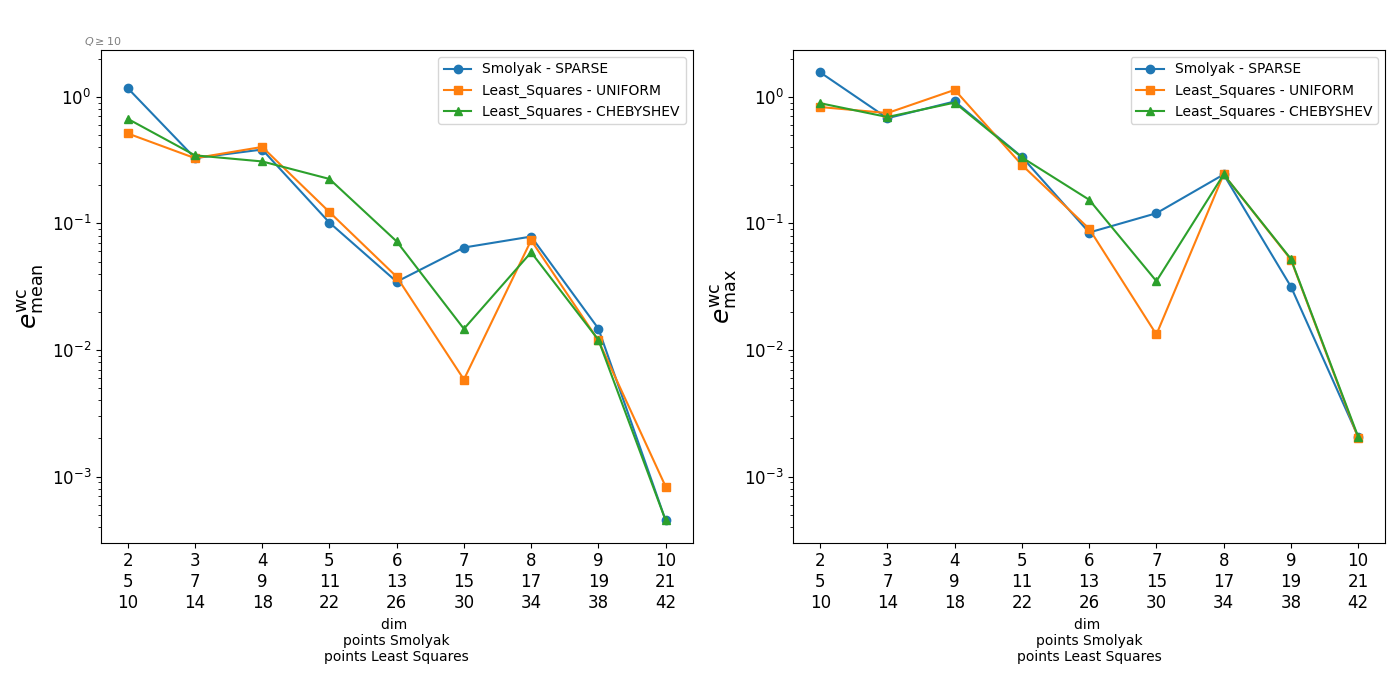 Q ≥ 10
Smolyak - SPARSE
Least_Squares - UNIFORM
Least_Squares - CHEBYSHEV
10⁰
10⁻¹
10⁻²
10⁻³
e^wc_mean
2 3 4 5 6 7 8 9 10
5 7 9 11 13 15 17 19 21
10 14 18 22 26 30 34 38 42
dim
points Smolyak
points Least Squares
Smolyak - SPARSE
Least_Squares - UNIFORM
Least_Squares - CHEBYSHEV
10⁰
10⁻¹
10⁻²
10⁻³
e^wc_max
2 3 4 5 6 7 8 9 10
5 7 9 11 13 15 17 19 21
10 14 18 22 26 30 34 38 42
dim
points Smolyak
points Least Squares